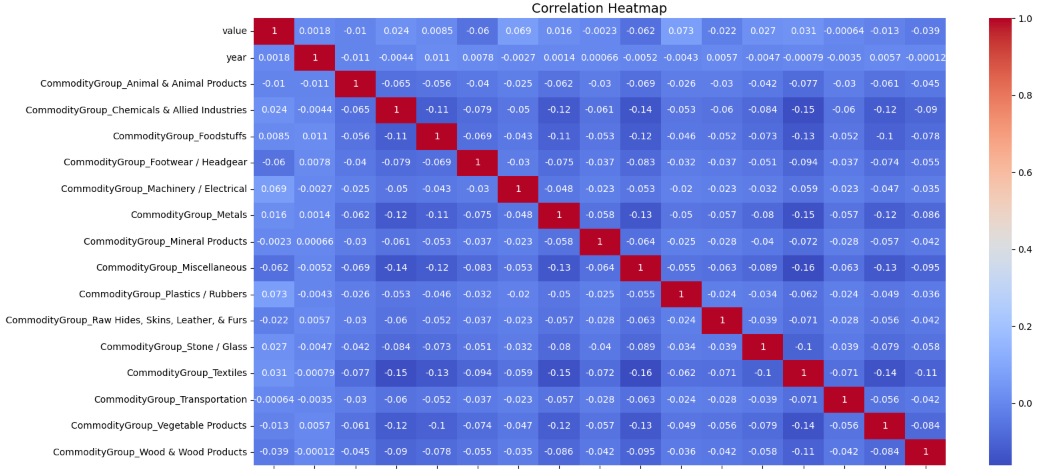 Correlation Heatmap
value 1 0.0018 -0.01 0.024 0.0085 -0.06 0.069 0.016 -0.0023 -0.062 0.073 -0.022 0.027 0.031 -0.00064 -0.013 -0.039
year 0.0018 1 -0.011 -0.0044 0.011 0.0078 -0.0027 0.0014 0.00066 -0.0052 -0.0043 0.0057 -0.0047 -0.00079 -0.0035 0.0057 -0.00012
CommodityGroup_Animal & Animal Products -0.01 -0.011 1 -0.065 -0.056 -0.04 -0.025 -0.062 -0.03 -0.069 -0.026 -0.03 -0.042 -0.077 -0.03 -0.061 -0.045
CommodityGroup_Chemicals & Allied Industries 0.024 -0.0044 -0.065 1 -0.11 -0.079 -0.05 -0.12 -0.061 -0.14 -0.053 -0.06 -0.084 -0.15 -0.06 -0.12 -0.09
CommodityGroup_Foodstuffs 0.0085 0.011 -0.056 -0.11 1 -0.069 -0.043 -0.11 -0.053 -0.12 -0.046 -0.052 -0.073 -0.13 -0.052 -0.1 -0.078
CommodityGroup_Footwear / Headgear -0.06 0.0078 -0.04 -0.079 -0.069 1 -0.03 -0.075 -0.037 -0.083 -0.032 -0.037 -0.051 -0.094 -0.037 -0.074 -0.055
CommodityGroup_Machinery / Electrical 0.069 -0.0027 -0.025 -0.05 -0.043 -0.03 1 -0.048 -0.023 -0.053 -0.02 -0.023 -0.032 -0.059 -0.023 -0.047 -0.035
CommodityGroup_Metals 0.016 0.0014 -0.062 -0.12 -0.11 -0.075 -0.048 1 -0.058 -0.13 -0.05 -0.057 -0.08 -0.15 -0.057 -0.12 -0.086
CommodityGroup_Mineral Products -0.0023 0.00066 -0.03 -0.061 -0.053 -0.037 -0.023 -0.058 1 -0.064 -0.025 -0.028 -0.04 -0.072 -0.028 -0.057 -0.042
CommodityGroup_Miscellaneous -0.062 -0.0052 -0.069 -0.14 -0.12 -0.083 -0.053 -0.13 -0.064 1 -0.055 -0.063 -0.089 -0.16 -0.063 -0.13 -0.095
CommodityGroup_Plastics / Rubbers 0.073 -0.0043 -0.026 -0.053 -0.046 -0.032 -0.02 -0.05 -0.025 -0.055 1 -0.024 -0.034 -0.062 -0.024 -0.049 -0.036
CommodityGroup_Raw Hides, Skins, Leather, & Furs -0.022 0.0057 -0.03 -0.06 -0.052 -0.037 -0.023 -0.057 -0.028 -0.063 -0.024 1 -0.039 -0.071 -0.028 -0.056 -0.042
CommodityGroup_Stone / Glass 0.027 -0.0047 -0.042 -0.084 -0.073 -0.051 -0.032 -0.08 -0.04 -0.089 -0.034 -0.039 1 -0.1 -0.039 -0.079 -0.058
CommodityGroup_Textiles 0.031 -0.00079 -0.077 -0.15 -0.13 -0.094 -0.059 -0.15 -0.072 -0.16 -0.062 -0.071 -0.1 1 -0.071 -0.14 -0.11
CommodityGroup_Transportation -0.00064 -0.0035 -0.03 -0.06 -0.052 -0.037 -0.023 -0.057 -0.028 -0.063 -0.024 -0.028 -0.039 -0.071 1 -0.056 -0.042
CommodityGroup_Vegetable Products -0.013 0.0057 -0.061 -0.12 -0.1 -0.074 -0.047 -0.12 -0.057 -0.13 -0.049 -0.056 -0.079 -0.14 -0.056 1 -0.084
CommodityGroup_Wood & Wood Products -0.039 -0.00012 -0.045 -0.09 -0.078 -0.055 -0.035 -0.086 -0.042 -0.095 -0.036 -0.042 -0.058 -0.11 -0.042 -0.084 1
1.0
0.8
0.6
0.4
0.2
0.0